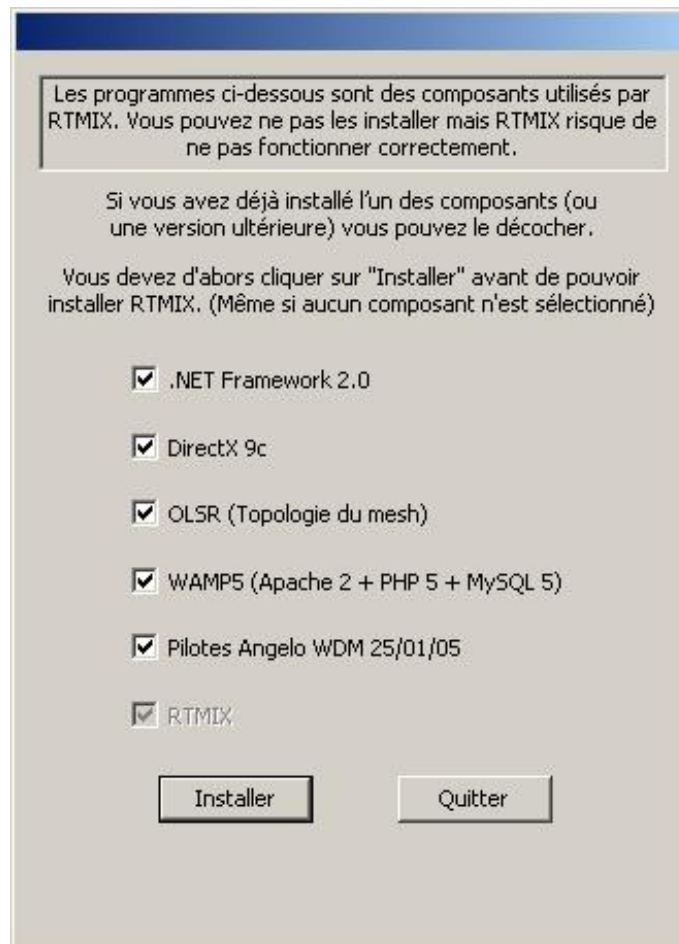 Les programmes ci-dessous sont des composants utilisés par
RTMIX. Vous pouvez ne pas les installer mais RTMIX risque de
ne pas fonctionner correctement.
Si vous avez déjà installé l'un des composants (ou
une version ultérieure) vous pouvez le décocher.
Vous devez d'abors cliquer sur "Installer" avant de pouvoir
installer RTMIX. (Même si aucun composant n'est sélectionné)
.NET Framework 2.0
DirectX 9c
OLSR (Topologie du mesh)
WAMP5 (Apache 2 + PHP 5 + MySQL 5)
Pilotes Angelo WDM 25/01/05
RTMIX
Installer Quitter